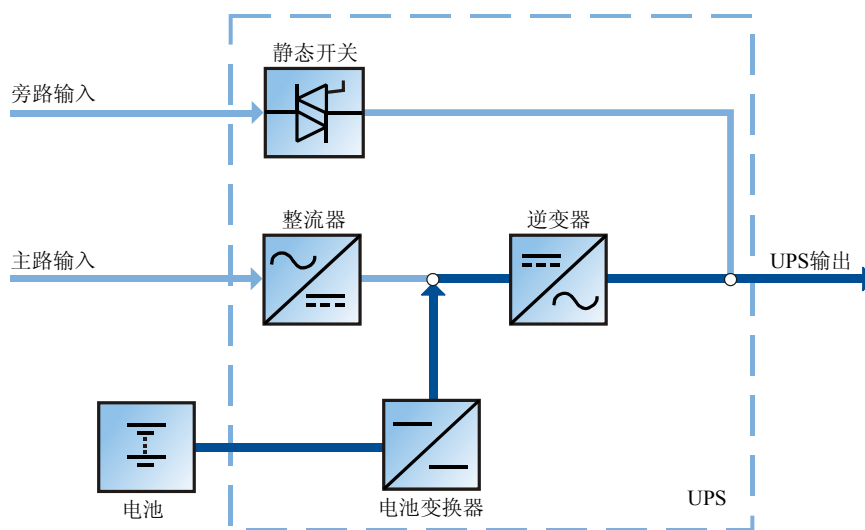 静态开关
旁路输入
整流器
逆变器
主路输入
UPS输出
电池
电池变换器
UPS